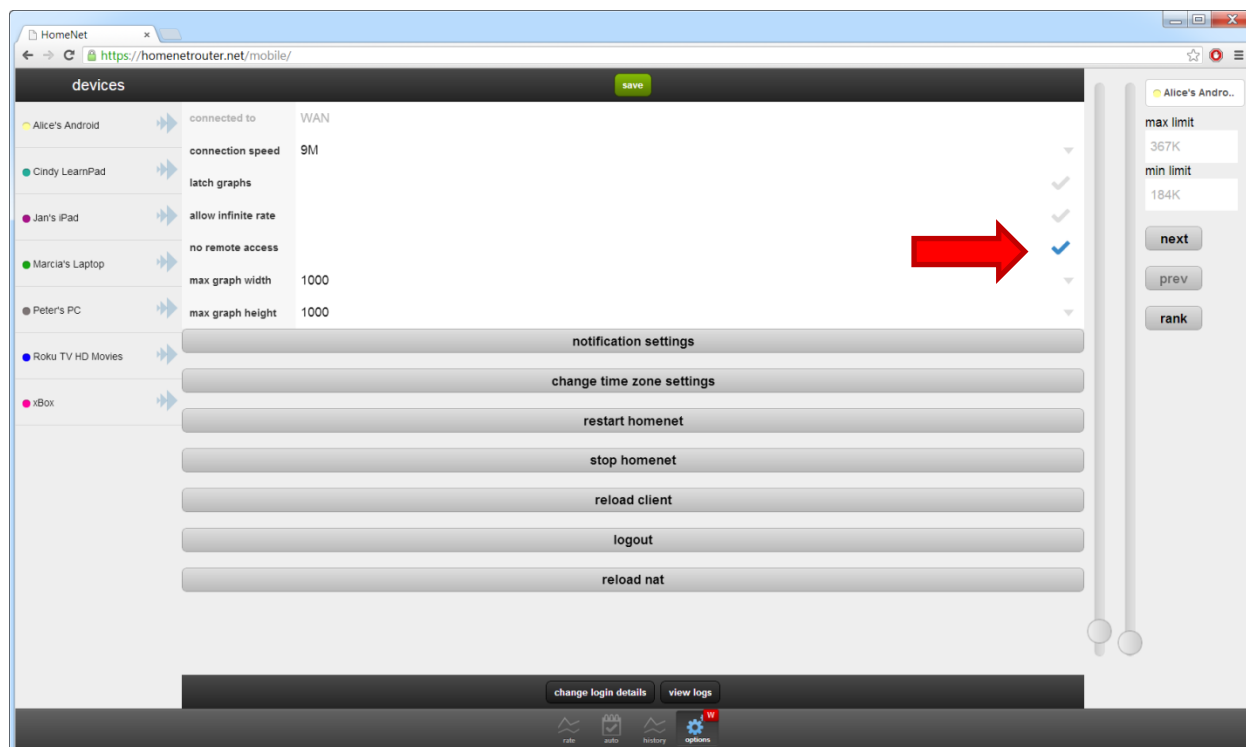 HomeNet
https://homenetrouter.net/mobile/
devices
save
Alice's Android
Cindy LearnPad
Jan's iPad
Marcia's Laptop
Peter's PC
Roku TV HD Movies
xBox
connected to WAN
connection speed 9M
latch graphs
allow infinite rate
no remote access
max graph width 1000
max graph height 1000
notification settings
change time zone settings
restart homenet
stop homenet
reload client
logout
reload nat
Alice's Andro..
max limit
367K
min limit
184K
next
prev
rank
change login details view logs
rate auto history options W